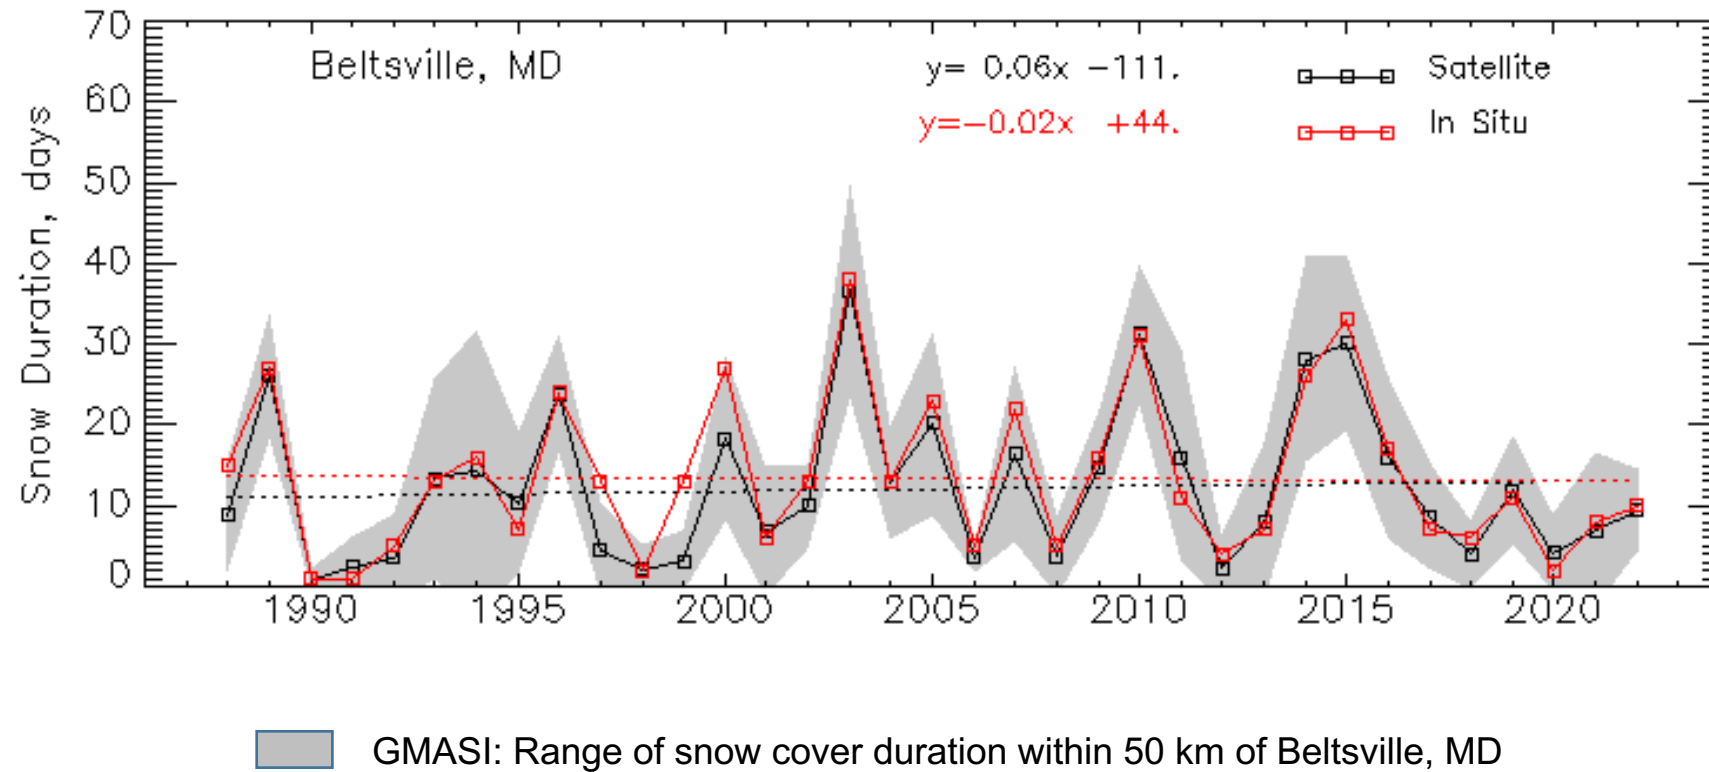 70
Beltsville, MD
y= 0.06x -111.
Satellite
60
y=-0.02x +44.
In Situ
50
40
30
20
10
0
Snow Duration, days
1990 1995 2000 2005 2010 2015 2020
GMASI: Range of snow cover duration within 50 km of Beltsville, MD